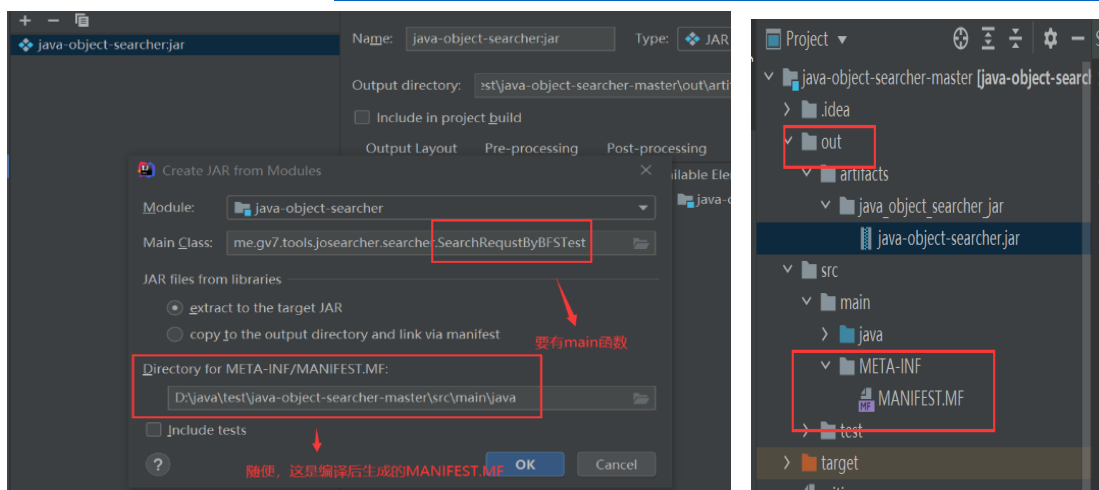 java-object-searcher:jar
Name: java-object-searcher:jar Type: JAR
Output directory: est\java-object-searcher-master\out\arti
Include in project build
Output Layout Pre-processing Post-processing
Create JAR from Modules
ilable Ele
Module: java-object-searcher
java-o
Main Class: me.gv7.tools.josearcher.searcher.SearchRequstByBFSTest
JAR files from libraries
extract to the target JAR
copy to the output directory and link via manifest
要有main函数
Directory for META-INF/MANIFEST.MF:
D:\java\test\java-object-searcher-master\src\main\java
Include tests
? OK Cancel
随便，这是编译后生成的MANIFEST.MF
Project
java-object-searcher-master [java-object-search
.idea
out
artifacts
java_object_searcher_jar
java-object-searcher.jar
src
main
java
META-INF
MF MANIFEST.MF
test
target